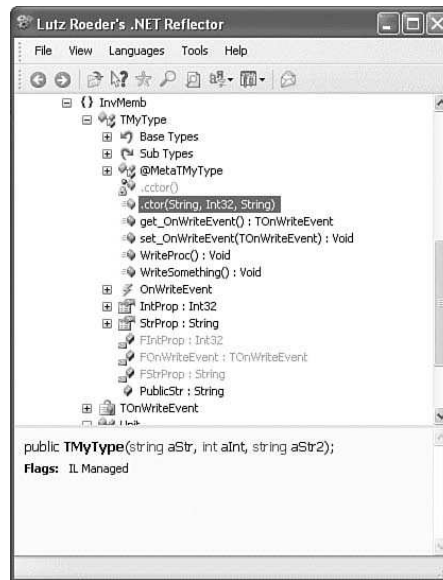 Lutz Roeder's .NET Reflector
File View Languages Tools Help
{} InvMemb
TMyType
Base Types
Sub Types
@MetaTMyType
.cctor()
.ctor(String, Int32, String)
get_OnWriteEvent() : TOnWriteEvent
set_OnWriteEvent(TOnWriteEvent) : Void
WriteProc() : Void
WriteSomething() : Void
OnWriteEvent
IntProp : Int32
StrProp : String
FIntProp : Int32
FOnWriteEvent : TOnWriteEvent
FStrProp : String
PublicStr : String
TOnWriteEvent
Unit
public TMyType(string aStr, int aInt, string aStr2);
Flags: IL Managed